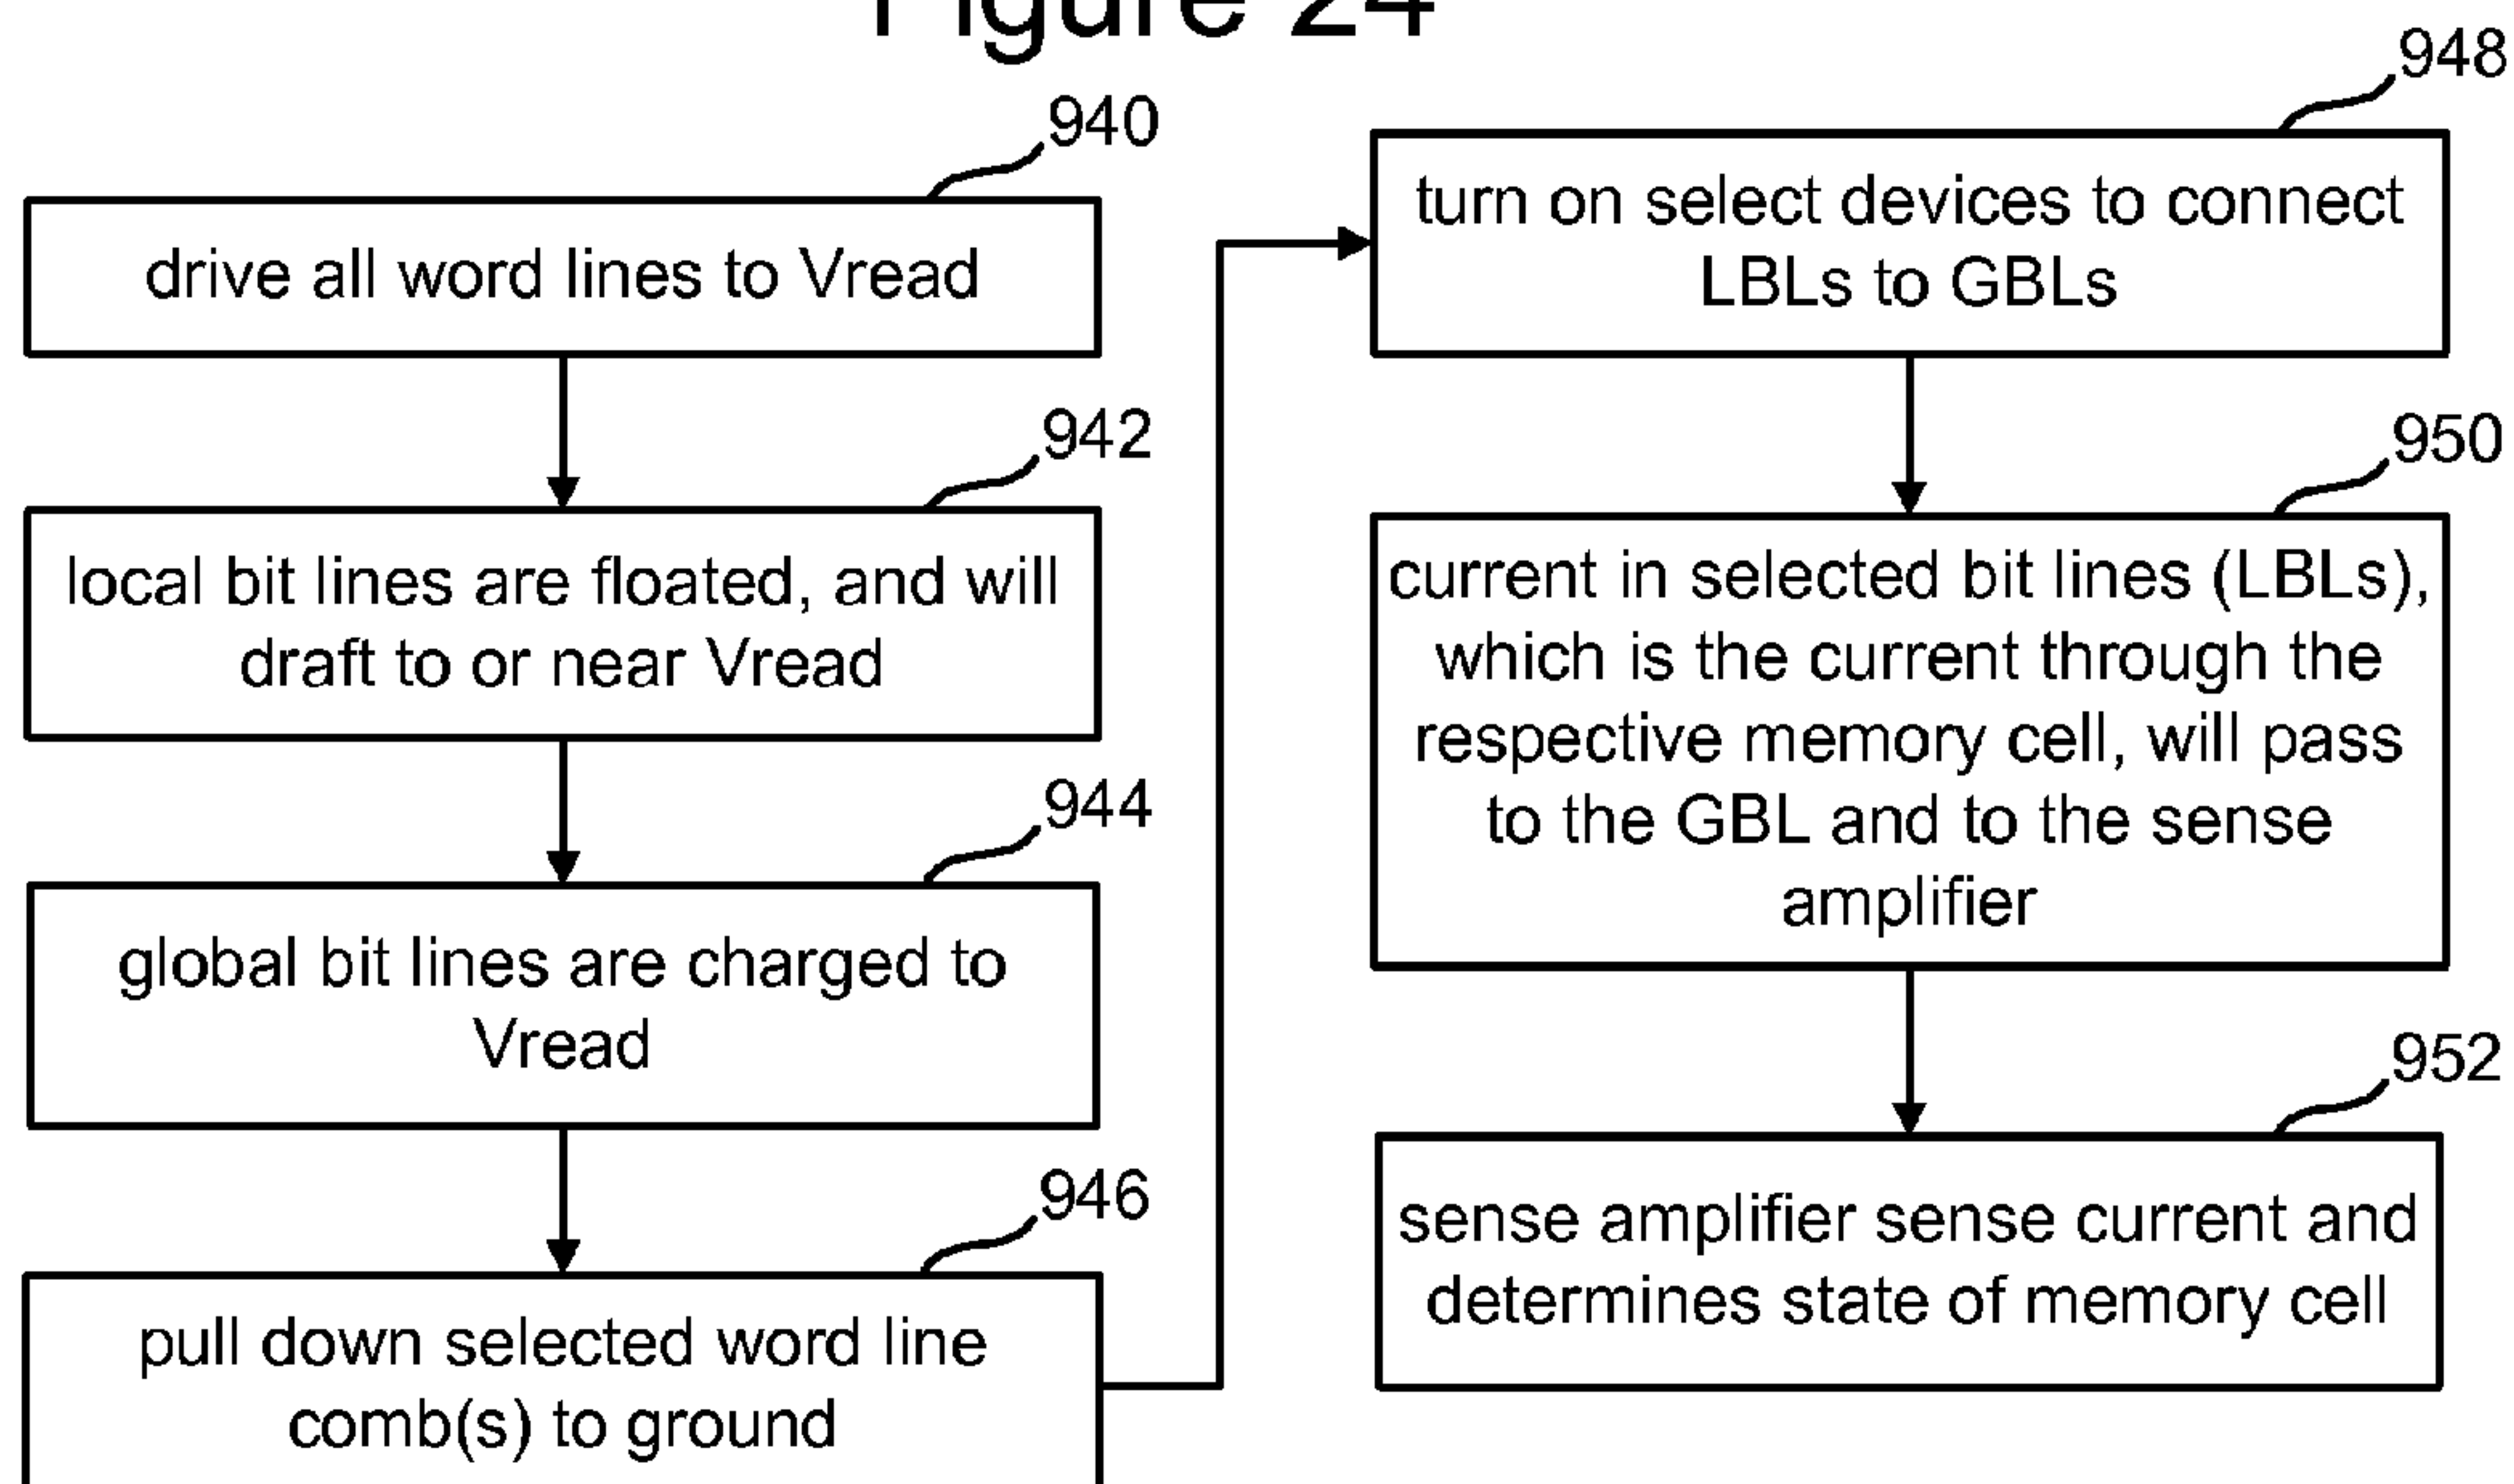 Figure 24
940
drive all word lines to Vread
942
local bit lines are floated, and will
draft to or near Vread
944
global bit lines are charged to
Vread
946
pull down selected word line
comb(s) to ground
948
turn on select devices to connect
LBLs to GBLs
950
current in selected bit lines (LBLs),
which is the current through the
respective memory cell, will pass
to the GBL and to the sense
amplifier
952
sense amplifier sense current and
determines state of memory cell